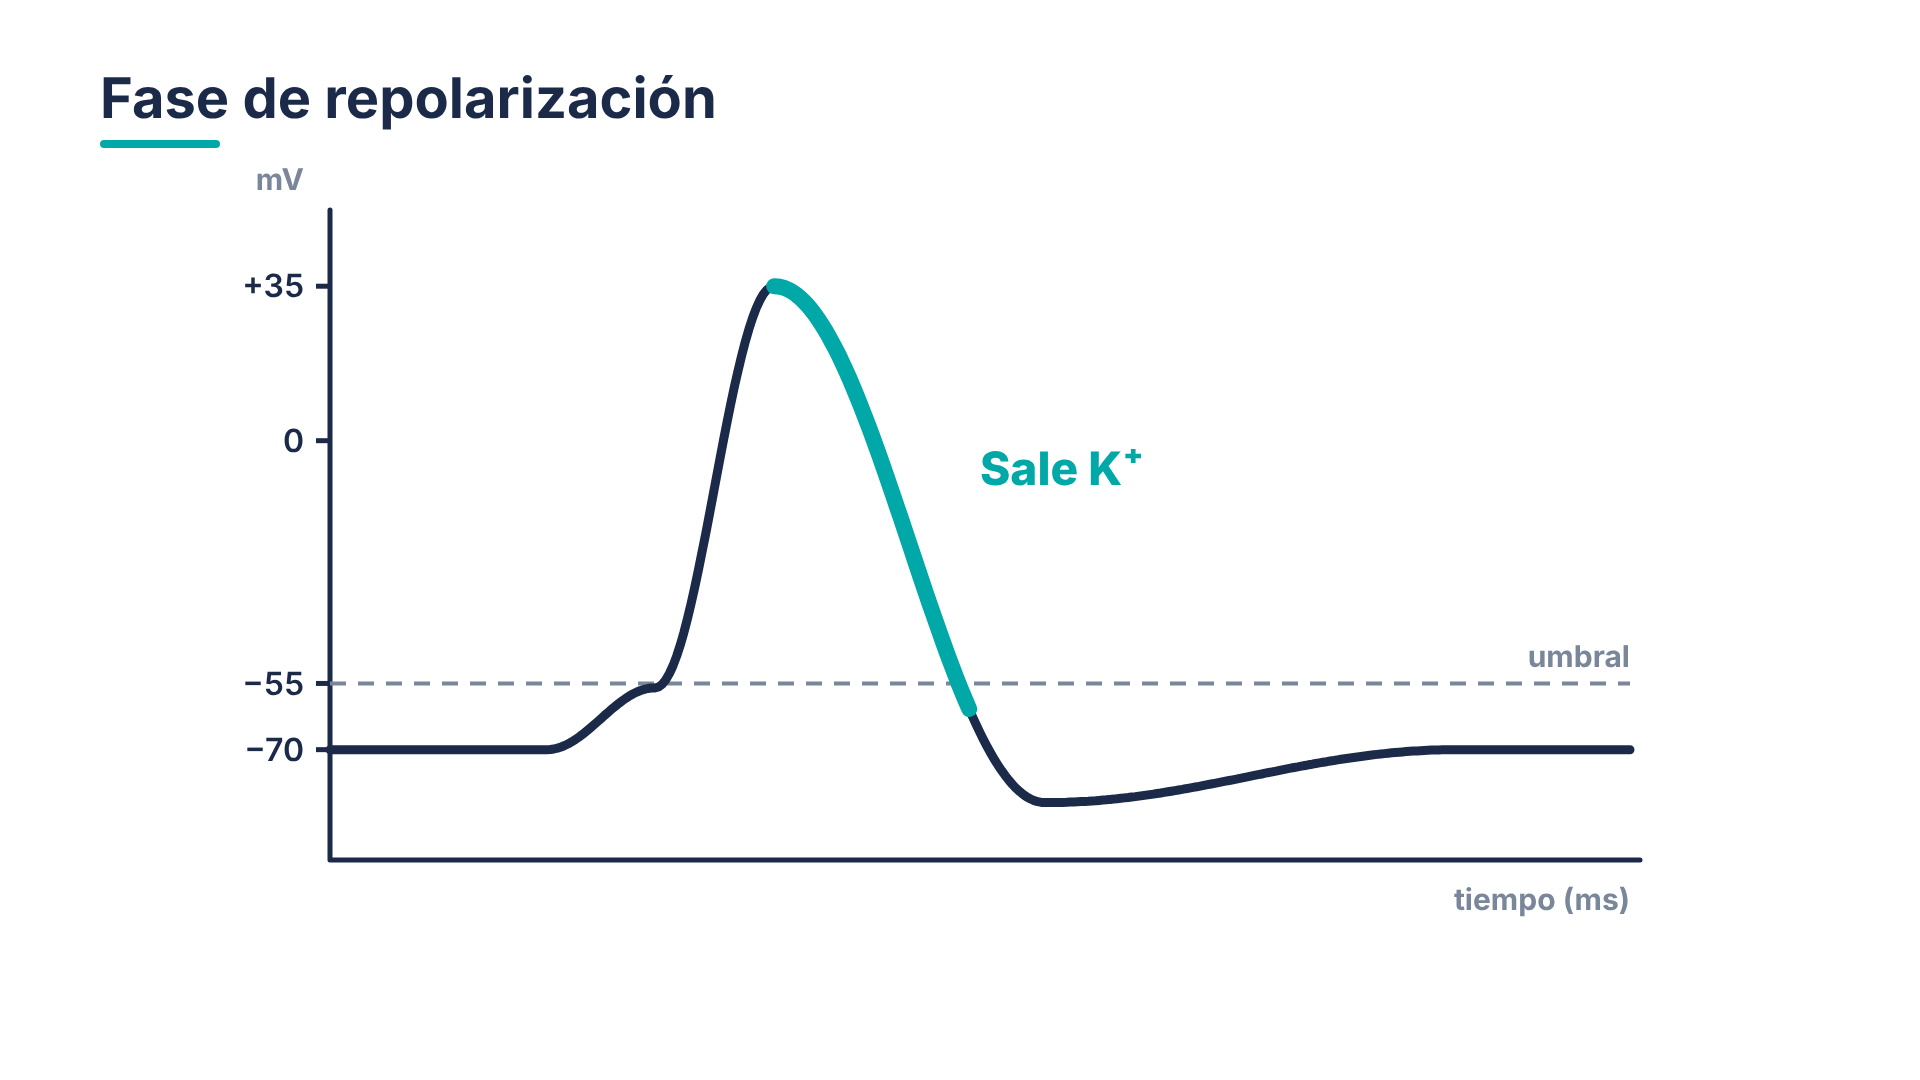 Fase de repolarización
mV
+35
0
Sale K⁺
umbral
−55
−70
tiempo (ms)